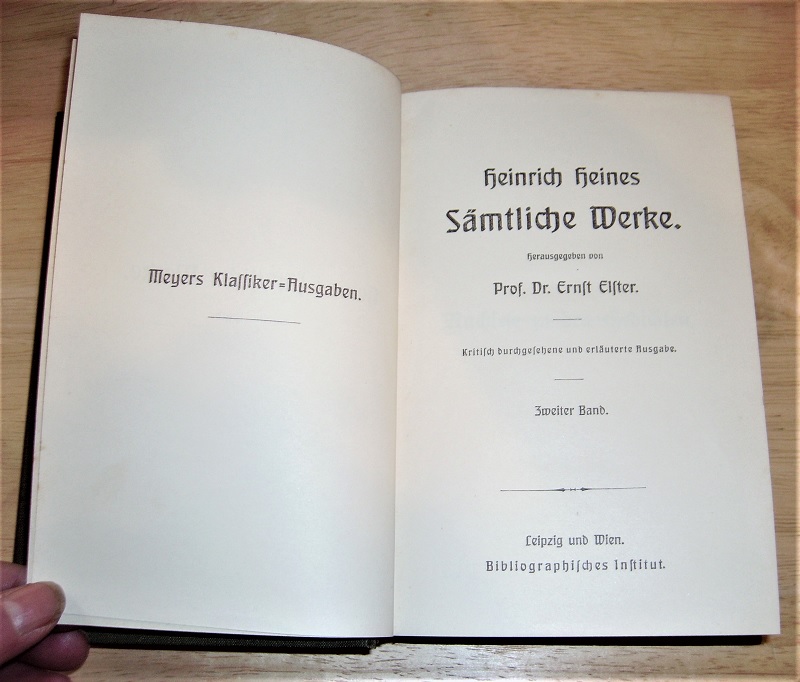 Meyers Klaſſiker=Ausgaben.
Heinrich Heines
Sämtliche Werke.
Herausgegeben von
Prof. Dr. Ernſt Elſter.
Kritiſch durchgeſehene und erläuterte Ausgabe.
Zweiter Band.
Leipzig und Wien.
Bibliographiſches Inſtitut.